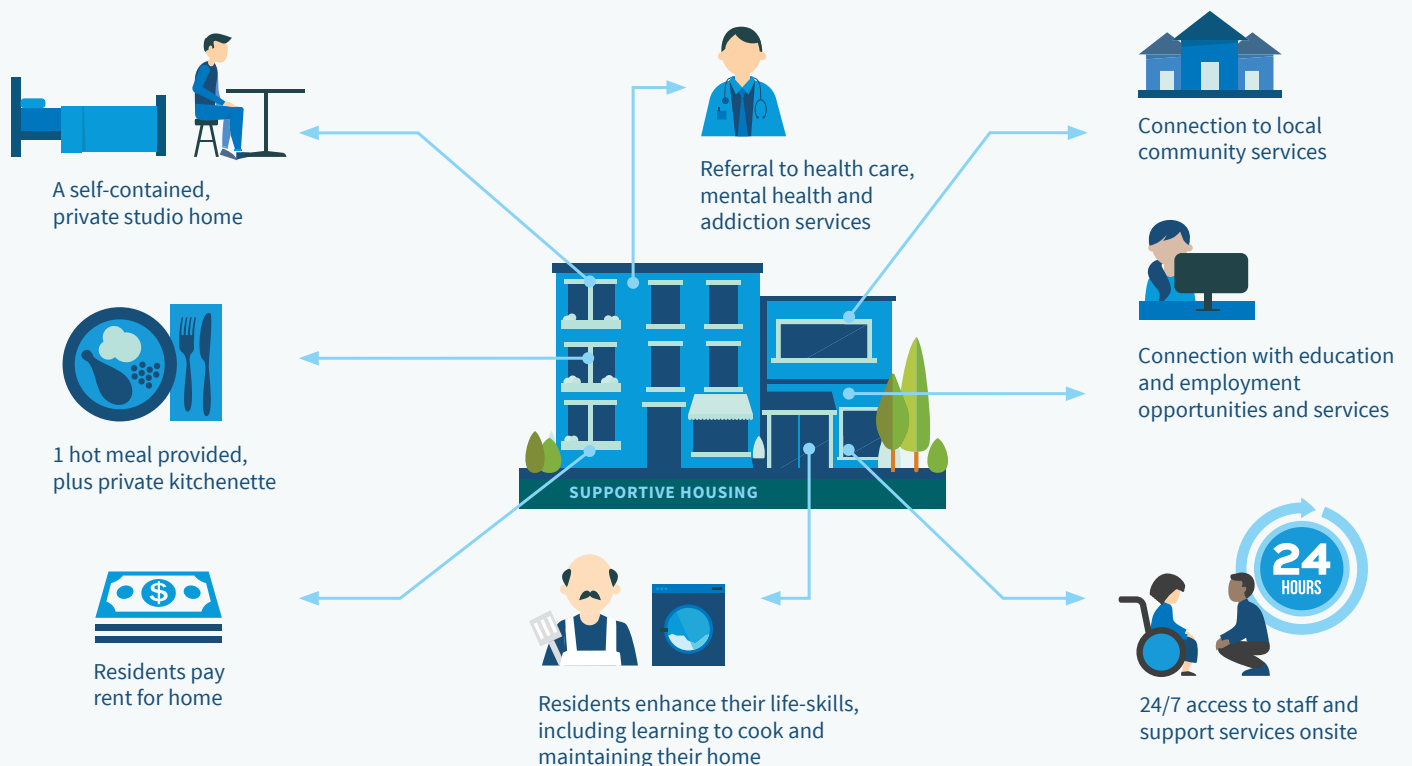 A self-contained,
private studio home
Referral to health care,
mental health and
addiction services
Connection to local
community services
1 hot meal provided,
plus private kitchenette
Connection with education
and employment
opportunities and services
SUPPORTIVE HOUSING
$
Residents pay
rent for home
Residents enhance their life-skills,
including learning to cook and
maintaining their home
24
HOURS
24/7 access to staff and
support services onsite